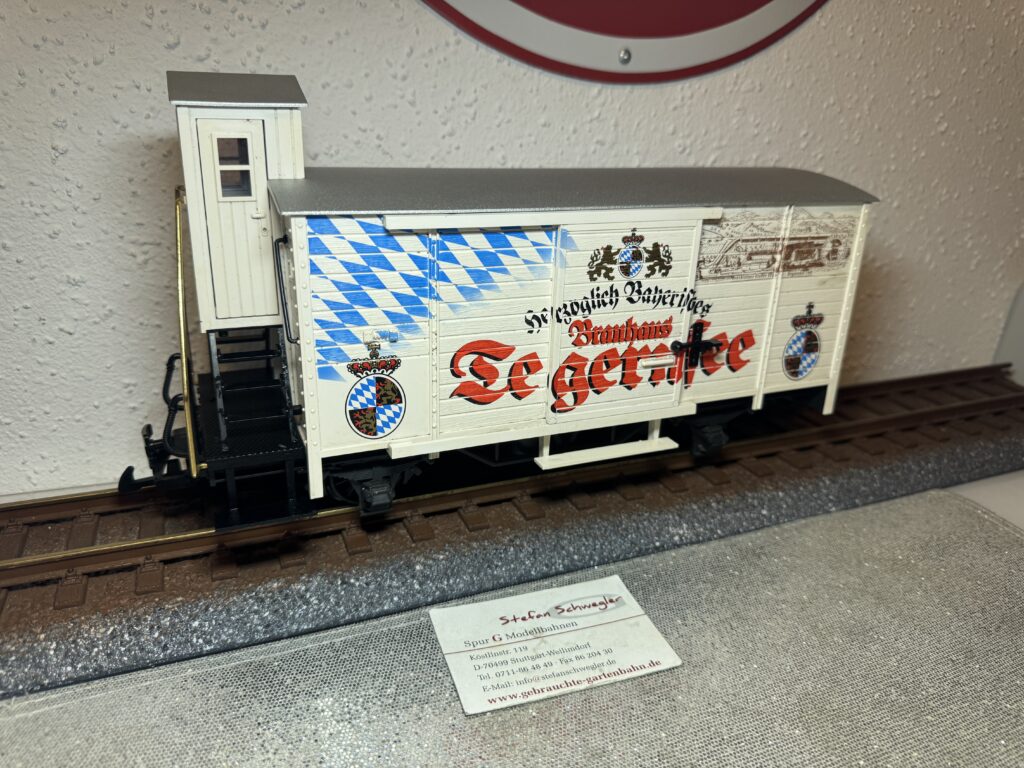 Herzoglich Bayerisches
Brauhaus
Tegernsee
Stefan Schwegler
Spur G Modellbahnen
Köstlinstr. 119
D-70499 Stuttgart-Weilimdorf
Tel. 0711-86 48 49 · Fax 86 204 30
E-Mail: info@stefanschwegler.de
www.gebrauchte-gartenbahn.de